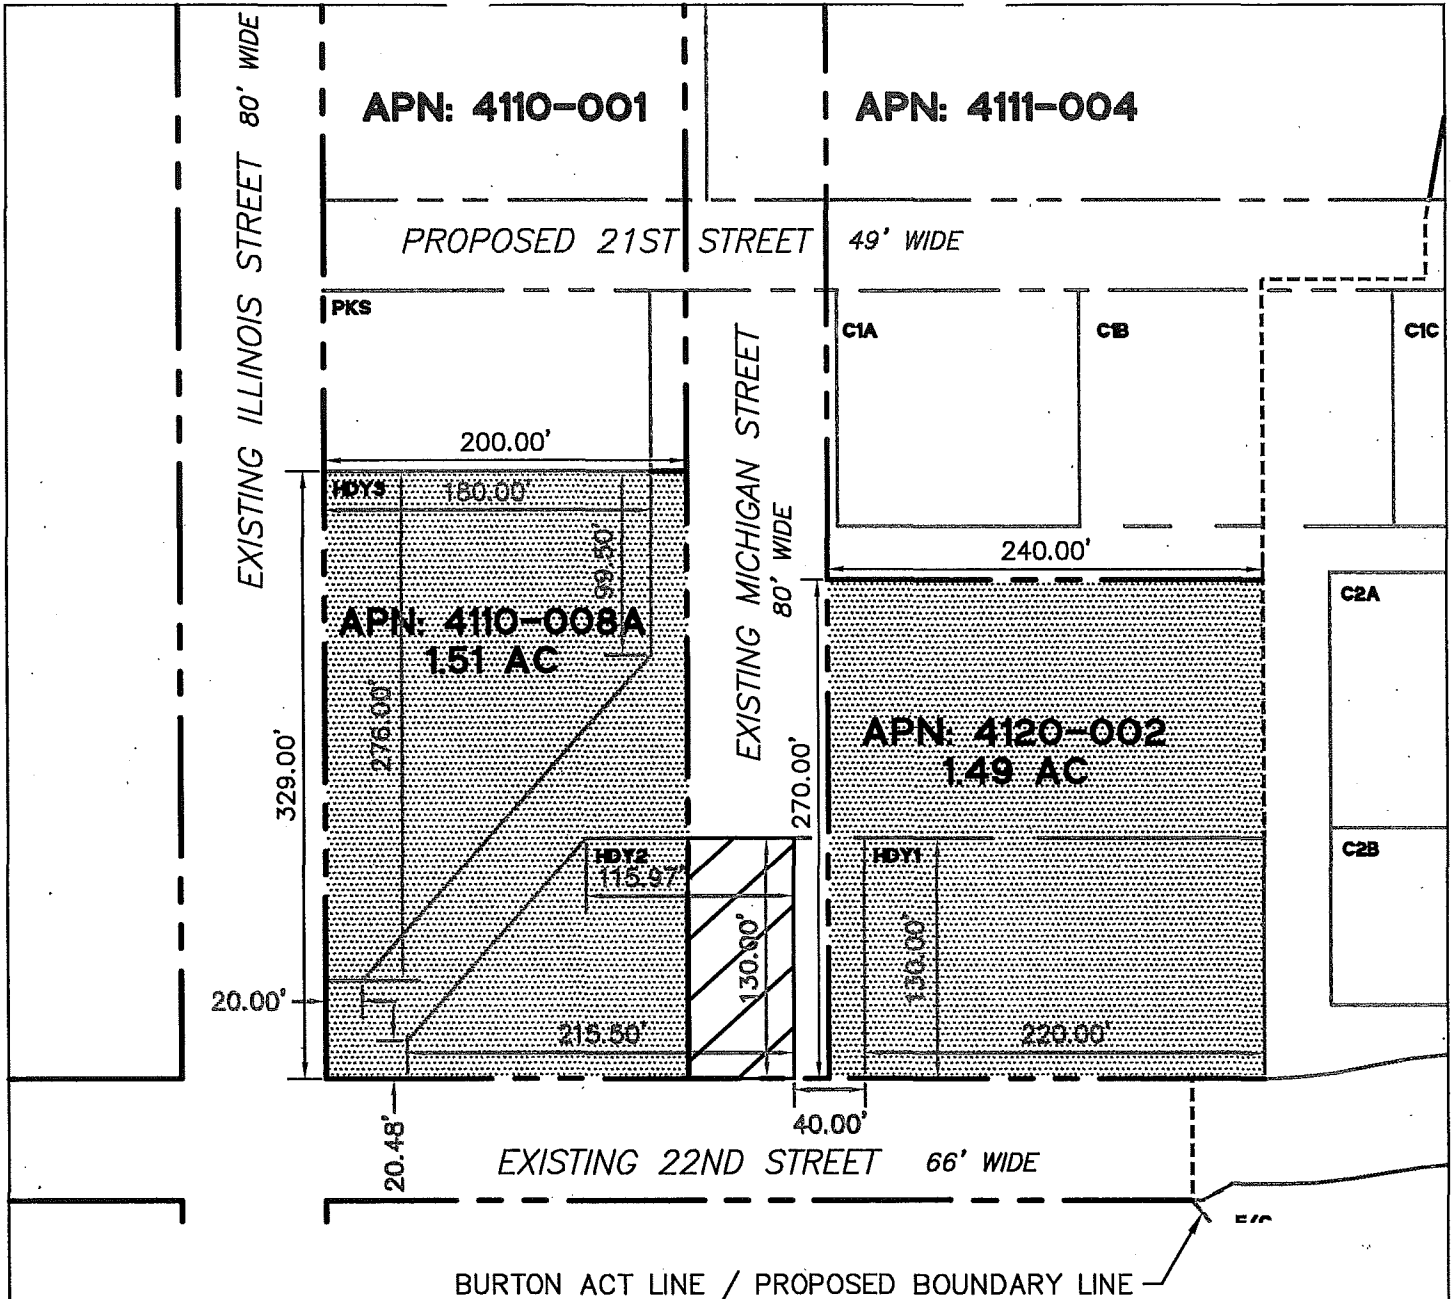 EXISTING ILLINOIS STREET 80' WIDE
APN: 4110-001
APN: 4111-004
PROPOSED 21ST STREET 49' WIDE
PKS
C1A
C1B
C1C
EXISTING MICHIGAN STREET
80' WIDE
200.00'
HDY3
180.00'
99.50'
240.00'
C2A
APN: 4110-008A
1.51 AC
276.00'
329.00'
270.00'
APN: 4120-002
1.49 AC
HDY2
115.97'
HDY1
C2B
130.00'
130.00'
20.00'
215.50'
220.00'
40.00'
20.48'
EXISTING 22ND STREET 66' WIDE
BURTON ACT LINE / PROPOSED BOUNDARY LINE